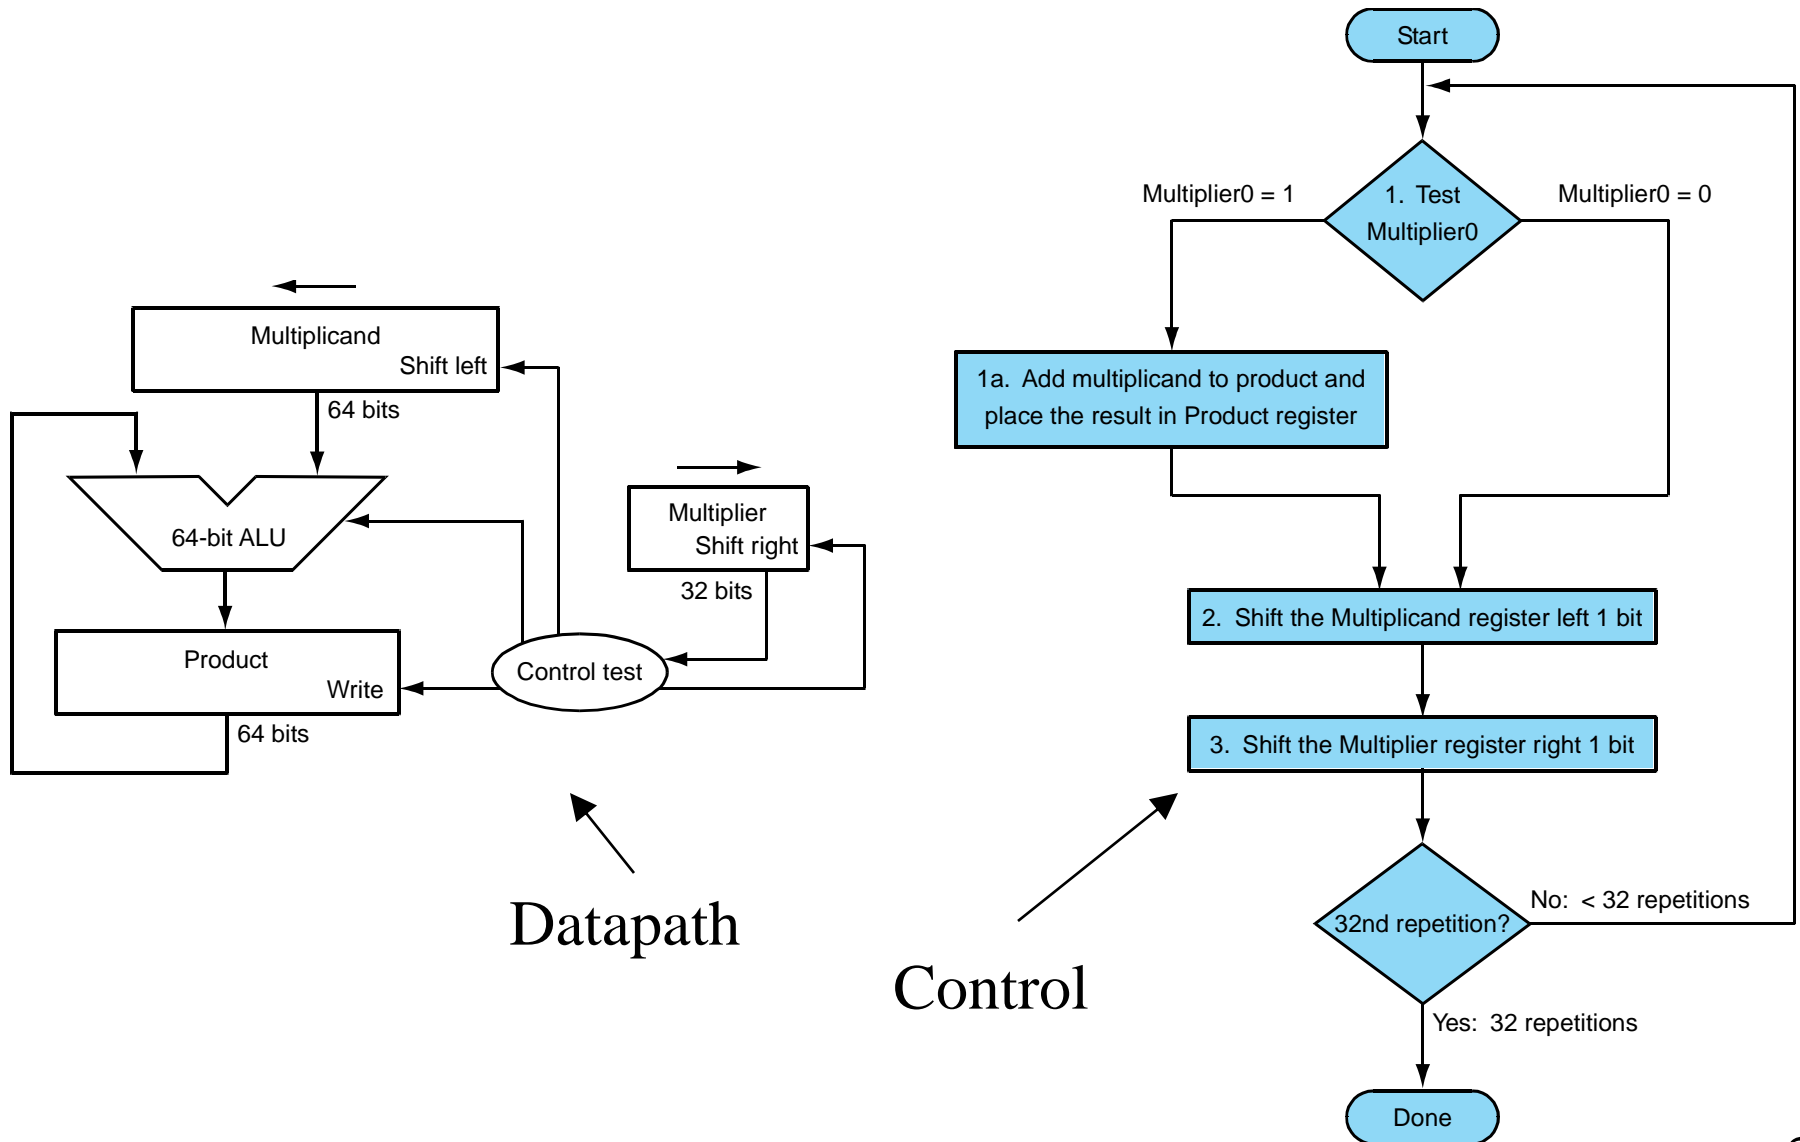 Multiplicand
Shift left
64 bits
64-bit ALU
Product
Write
64 bits
Multiplier
Shift right
32 bits
Control test
Datapath
Control
Start
1. Test
Multiplier0
Multiplier0 = 1
Multiplier0 = 0
1a. Add multiplicand to product and
place the result in Product register
2. Shift the Multiplicand register left 1 bit
3. Shift the Multiplier register right 1 bit
32nd repetition?
No: < 32 repetitions
Yes: 32 repetitions
Done